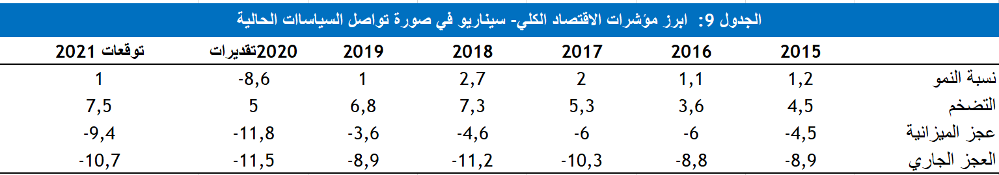 الجدول 9: ابرز مؤشرات الاقتصاد الكلي- سيناريو في صورة تواصل السياساات الحالية
2015 2016 2017 2018 2019 2020تقديرات توقعات 2021
نسبة النمو 1,2 1,1 2 2,7 1 -8,6 1
التضخم 4,5 3,6 5,3 7,3 6,8 5 7,5
عجز الميزانية -4,5 -6 -6 -4,6 -3,6 -11,8 -9,4
العجز الجاري -8,9 -8,8 -10,3 -11,2 -8,9 -11,5 -10,7